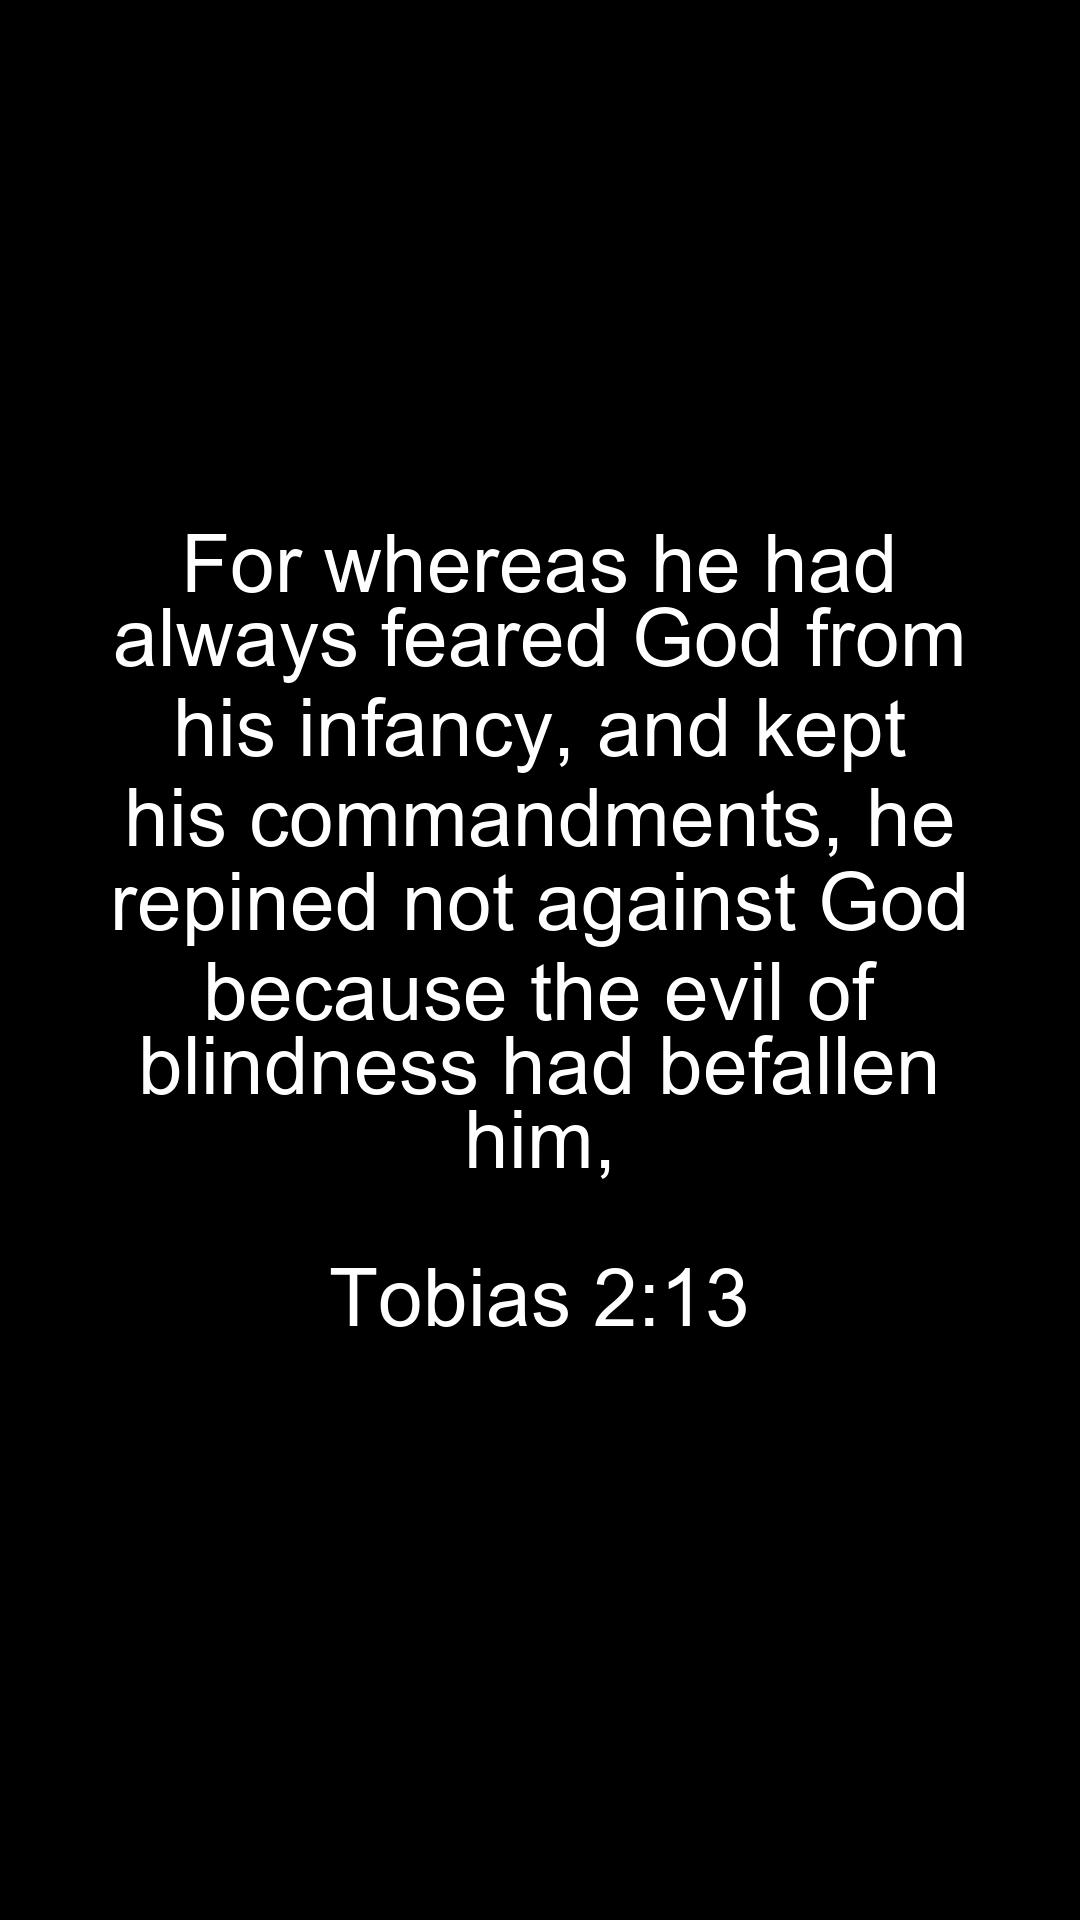 For whereas he had
always feared God from
his infancy, and kept
his commandments, he
repined not against God
because the evil of
blindness had befallen
him,
Tobias 2:13